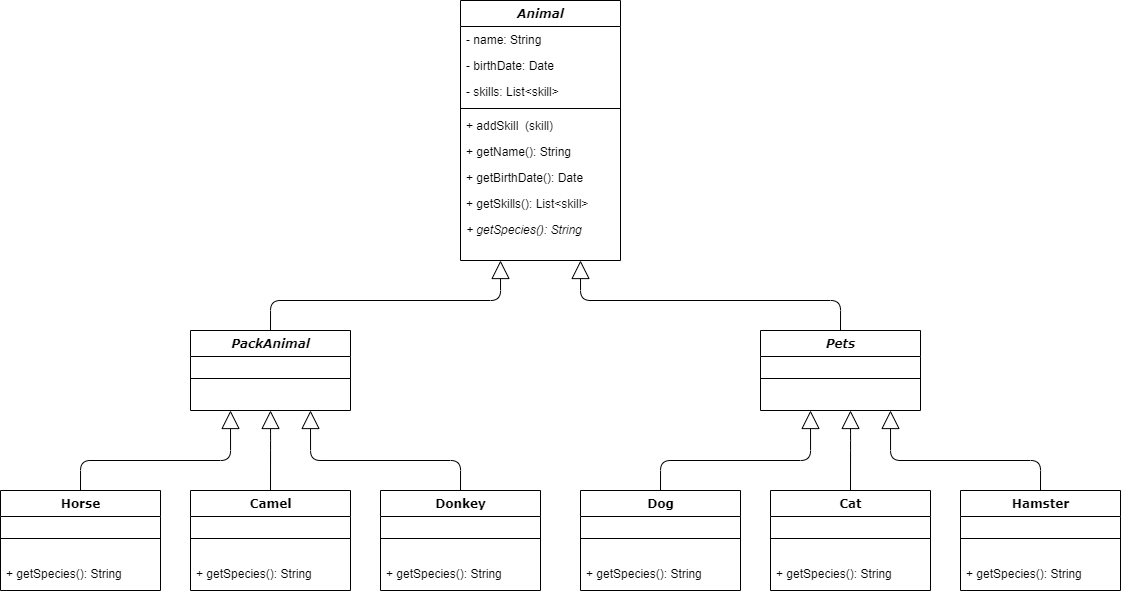 Animal
- name: String
- birthDate: Date
- skills: List<skill>
+ addSkill (skill)
+ getName(): String
+ getBirthDate(): Date
+ getSkills(): List<skill>
+ getSpecies(): String
PackAnimal
Pets
Horse
Camel
Donkey
Dog
Cat
Hamster
+ getSpecies(): String
+ getSpecies(): String
+ getSpecies(): String
+ getSpecies(): String
+ getSpecies(): String
+ getSpecies(): String